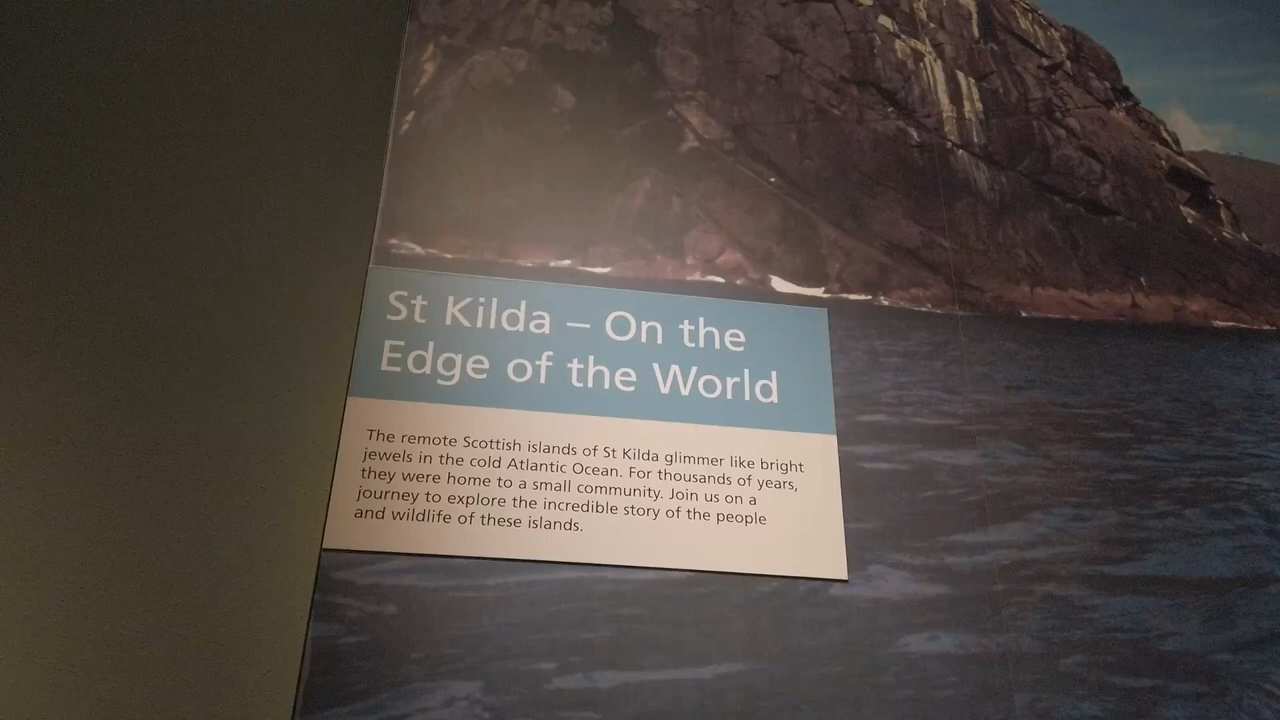 St Kilda – On the
Edge of the World
The remote Scottish islands of St Kilda glimmer like bright
jewels in the cold Atlantic Ocean. For thousands of years,
they were home to a small community. Join us on a
journey to explore the incredible story of the people
and wildlife of these islands.